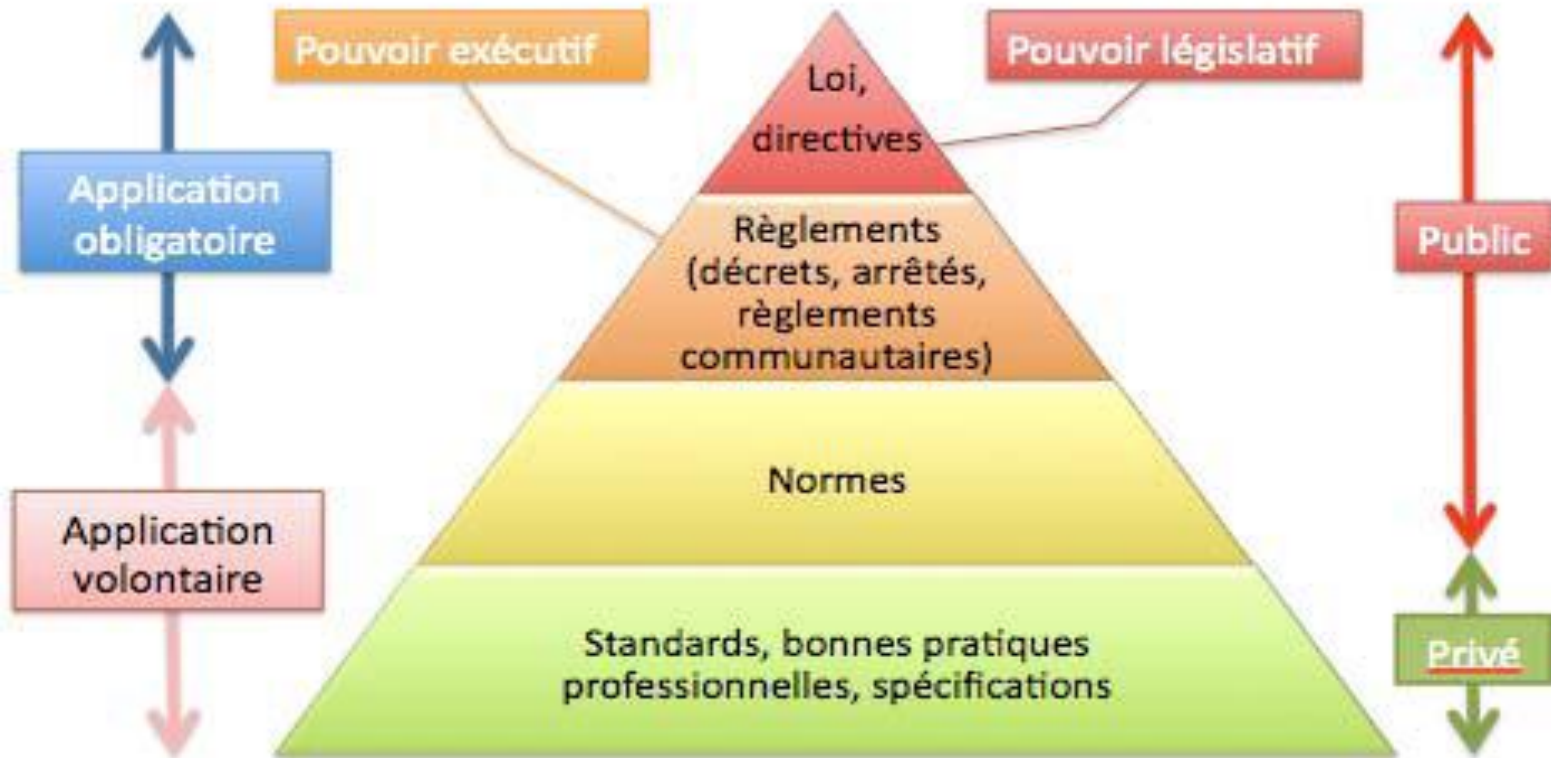 Pouvoir exécutif
Pouvoir législatif
Loi,
directives
Application
obligatoire
Règlements
(décrets, arrêtés,
règlements
communautaires)
Public
Normes
Application
volontaire
Standards, bonnes pratiques
professionnelles, spécifications
Privé